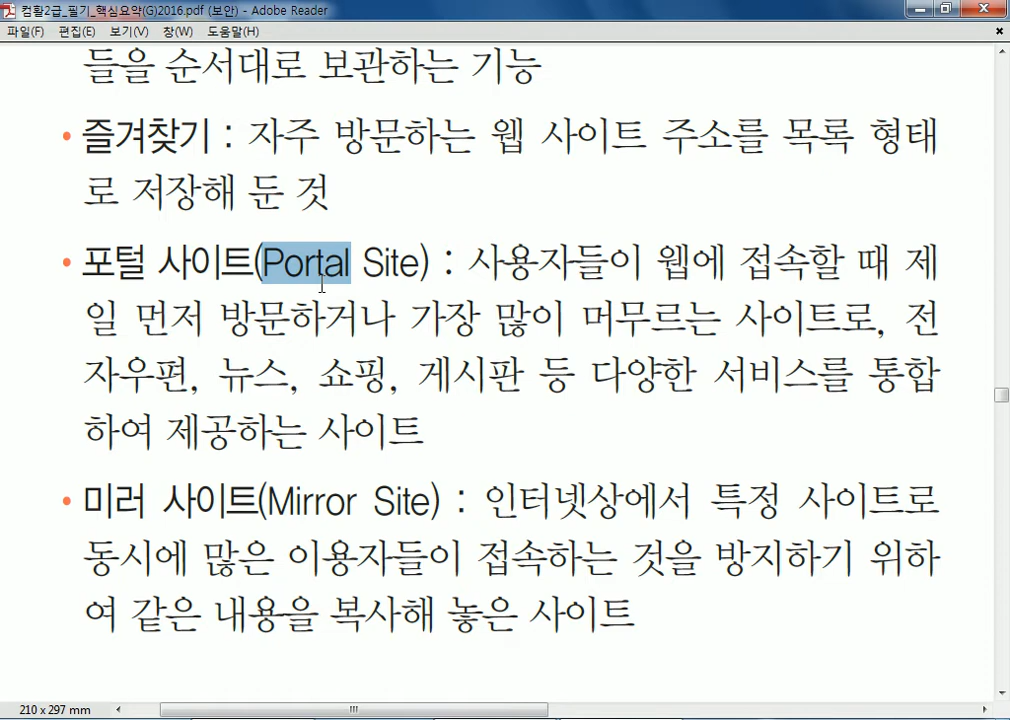 컴활2급_필기_핵심요약(G)2016.pdf (보안) - Adobe Reader
파일(F) 편집(E) 보기(V) 창(W) 도움말(H)
들을 순서대로 보관하는 기능
• 즐겨찾기 : 자주 방문하는 웹 사이트 주소를 목록 형태
로 저장해 둔 것
• 포털 사이트(Portal Site) : 사용자들이 웹에 접속할 때 제
일 먼저 방문하거나 가장 많이 머무르는 사이트로, 전
자우편, 뉴스, 쇼핑, 게시판 등 다양한 서비스를 통합
하여 제공하는 사이트
• 미러 사이트(Mirror Site) : 인터넷상에서 특정 사이트로
동시에 많은 이용자들이 접속하는 것을 방지하기 위하
여 같은 내용을 복사해 놓은 사이트
210 x 297 mm